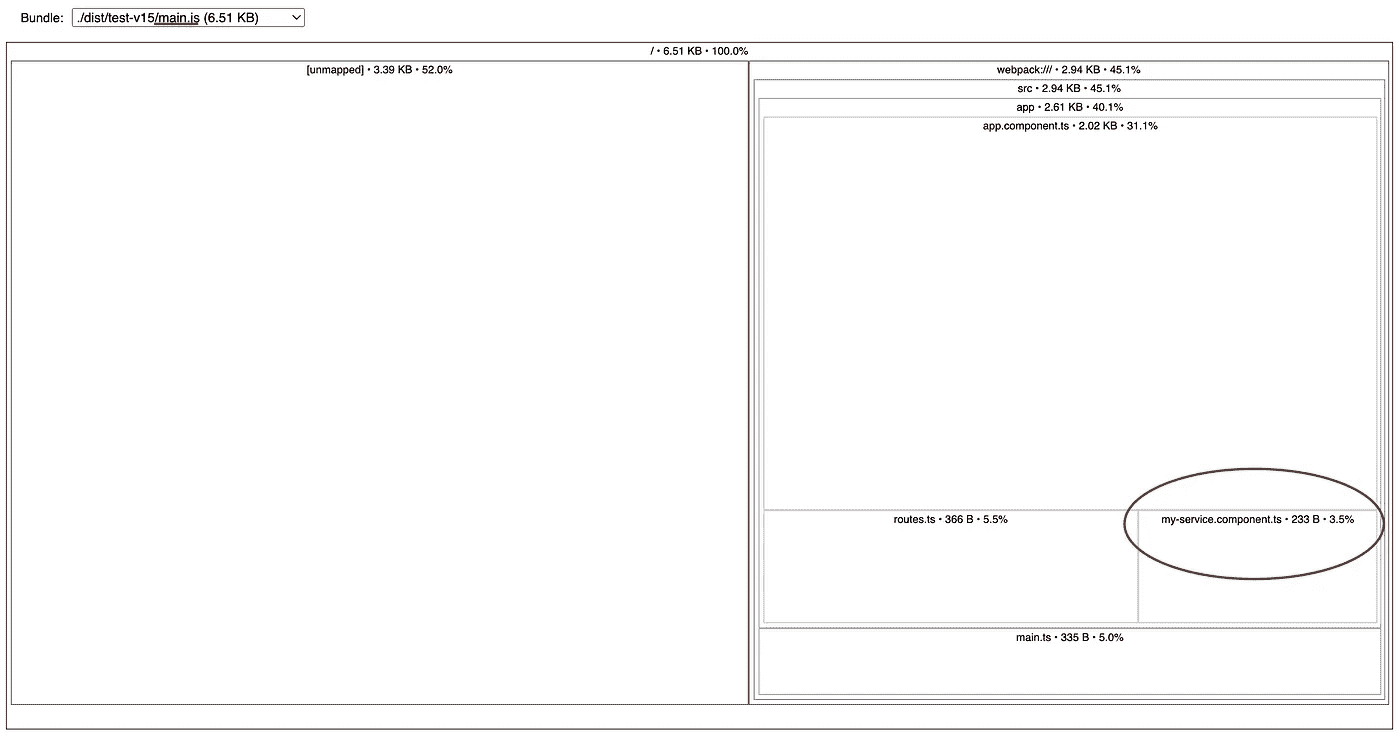 Bundle: ./dist/test-v15/main.js (6.51 KB)
/ • 6.51 KB • 100.0%
[unmapped] • 3.39 KB • 52.0%
webpack:/// • 2.94 KB • 45.1%
src • 2.94 KB • 45.1%
app • 2.61 KB • 40.1%
app.component.ts • 2.02 KB • 31.1%
routes.ts • 366 B • 5.5%
my-service.component.ts • 233 B • 3.5%
main.ts • 335 B • 5.0%